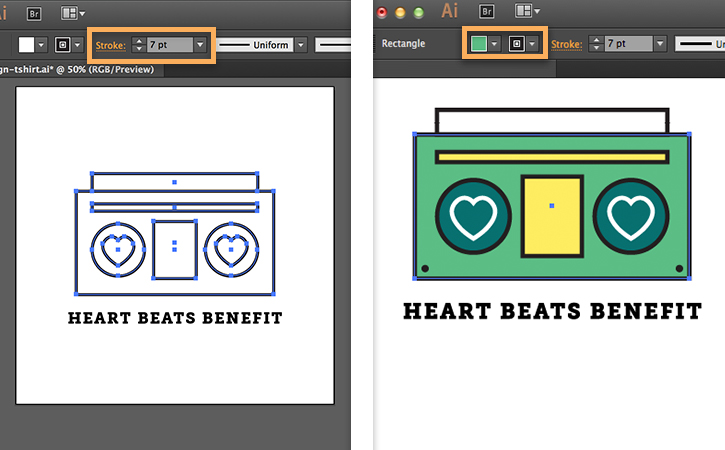 Ai Br
Stroke: 7 pt Uniform
gn-tshirt.ai* @ 50% (RGB/Preview)
HEART BEATS BENEFIT
Ai Br
Rectangle Stroke: 7 pt
HEART BEATS BENEFIT